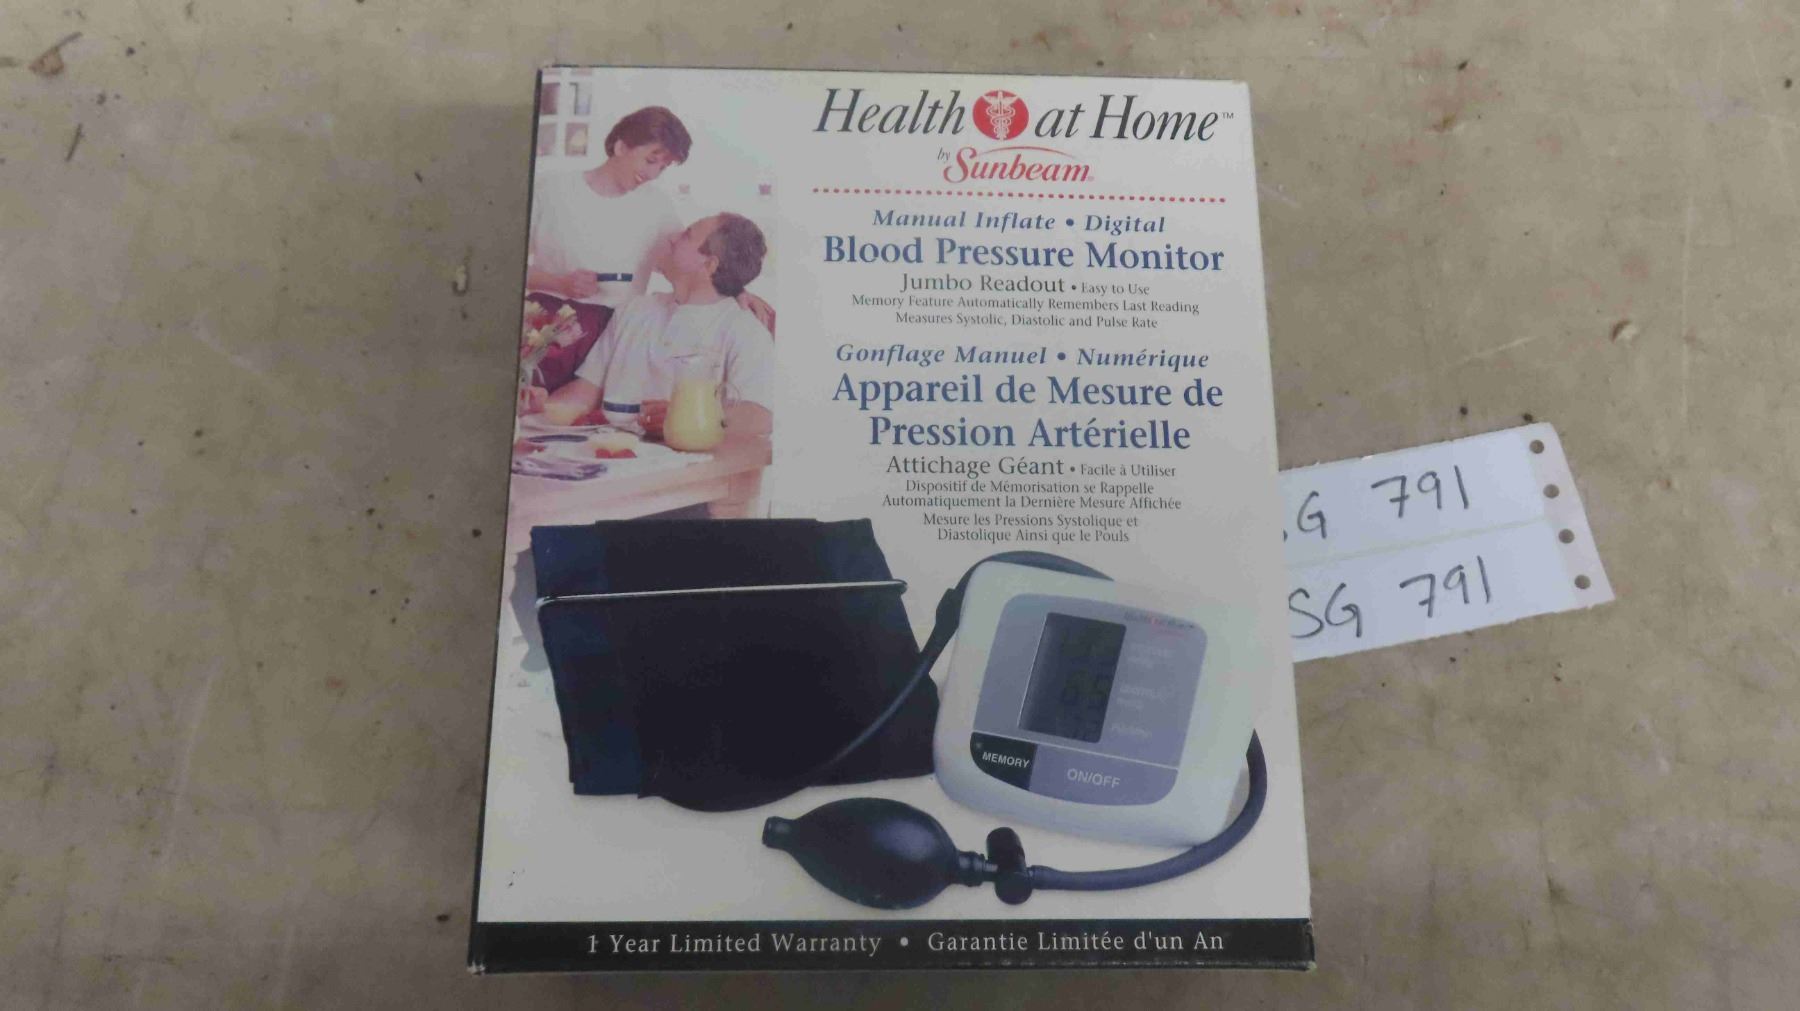 Health at Home™
by Sunbeam
Manual Inflate • Digital
Blood Pressure Monitor
Jumbo Readout • Easy to Use
Memory Feature Automatically Remembers Last Reading
Measures Systolic, Diastolic and Pulse Rate
Gonflage Manuel • Numérique
Appareil de Mesure de
Pression Artérielle
Attichage Géant • Facile à Utiliser
Dispositif de Mémorisation se Rappelle
Automatiquement la Dernière Mesure Affichée
Mesure les Pressions Systolique et
Diastolique Ainsi que le Pouls
MEMORY
ON/OFF
1 Year Limited Warranty • Garantie Limitée d'un An
G 791
SG 791